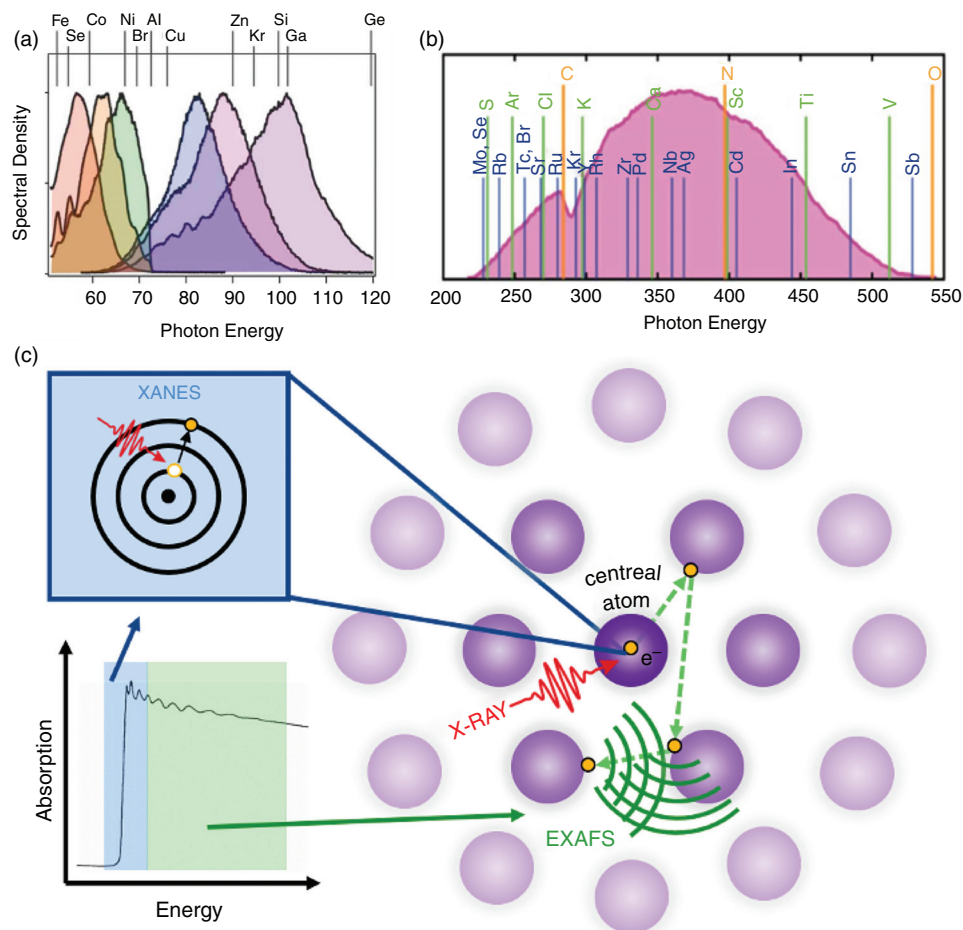 (a)
Fe Co Ni Al Zn Si Ge
Se Br Cu Kr Ga
Spectral Density
60 70 80 90 100 110 120
Photon Energy
(b)
C N O
S Ar Cl K Ca Sc Ti V
Mo, Se Rb Tc, Br Sr Ru Kr Y Rh Zr Pd Nb Ag Cd In Sn Sb
200 250 300 350 400 450 500 550
Photon Energy
(c)
XANES
centreal
atom
e–
X-RAY
EXAFS
Absorption
Energy